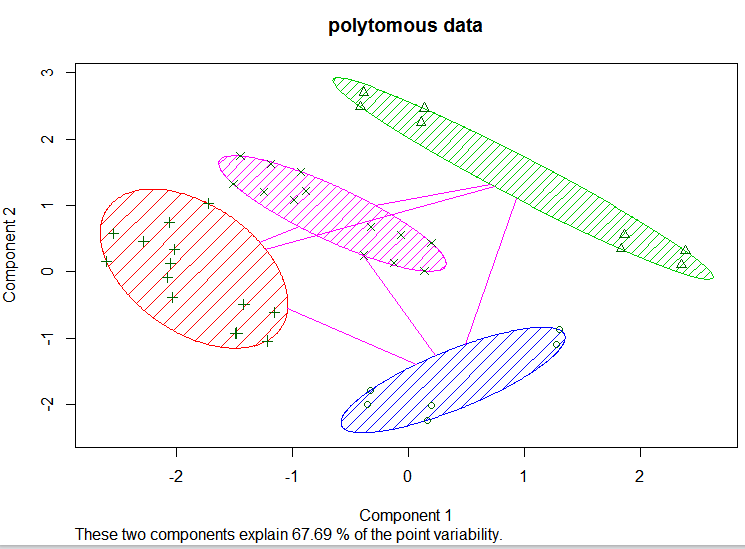 polytomous data
3
2
1
0
-1
-2
Component 2
-2 -1 0 1 2
Component 1
These two components explain 67.69 % of the point variability.